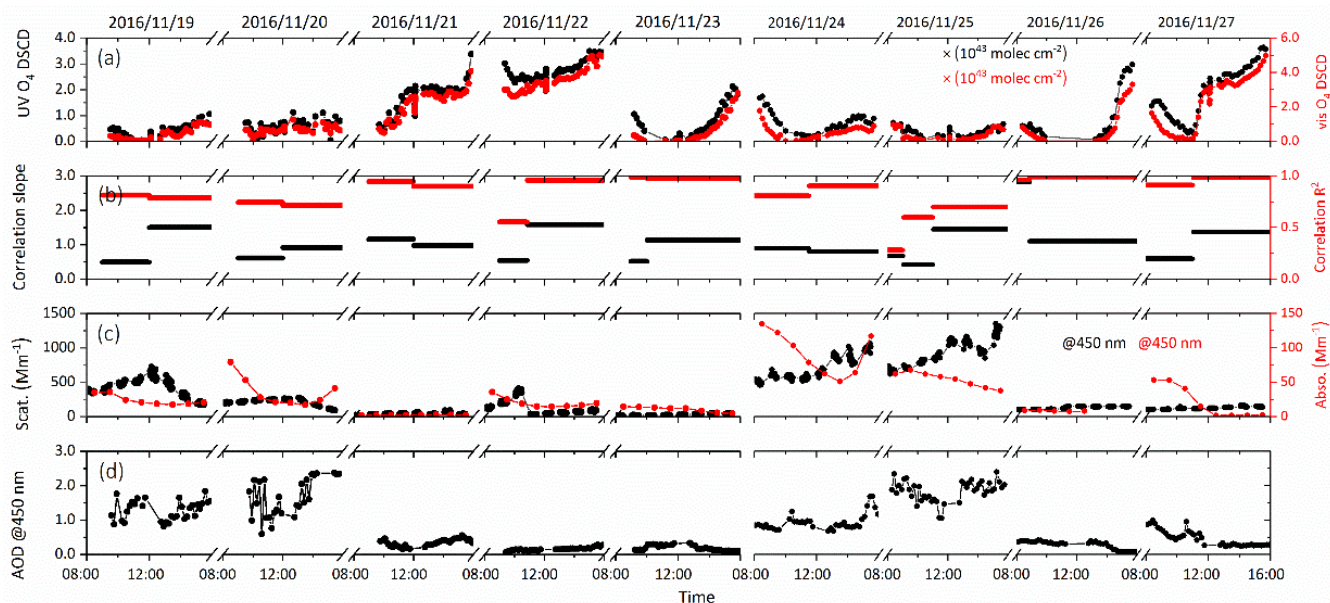 2016/11/19 2016/11/20 2016/11/21 2016/11/22 2016/11/23 2016/11/24 2016/11/25 2016/11/26 2016/11/27
UV O4 DSCD
4.0
3.0
2.0
1.0
0.0
(a)
× (10^43 molec cm^-2)
× (10^43 molec cm^-2)
6.0
4.0
2.0
0.0
vis O4 DSCD
Correlation slope
3.0
2.0
1.0
0.0
(b)
1.0
0.5
0
Correlation R^2
Scat. (Mm^-1)
1500
1000
500
0
(c)
@450 nm @450 nm
150
100
50
0
Abso. (Mm^-1)
AOD @450 nm
3.0
2.0
1.0
0.0
(d)
08:00 12:00 08:00 12:00 08:00 12:00 08:00 12:00 08:00 12:00 08:00 12:00 08:00 12:00 08:00 12:00 08:00 12:00 16:00
Time